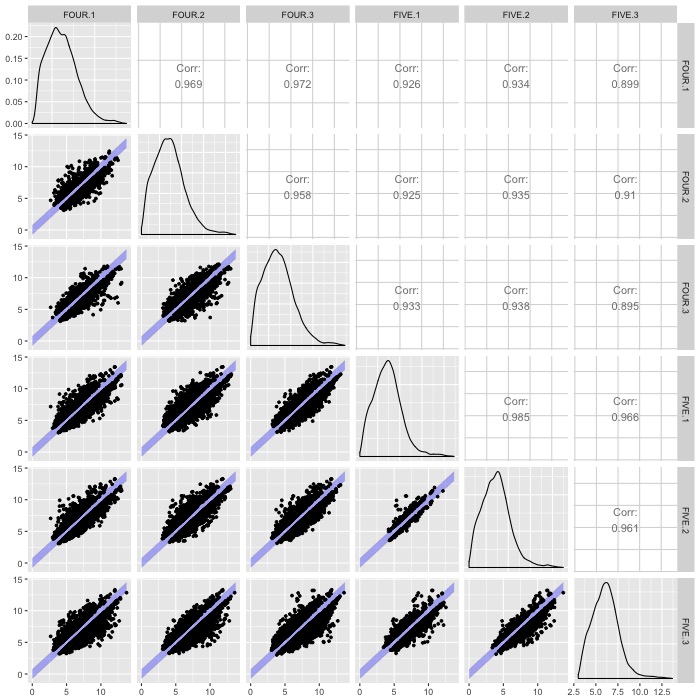 FOUR.1 FOUR.2 FOUR.3 FIVE.1 FIVE.2 FIVE.3
0.20
0.15
0.10
0.05
0.00
Corr:
0.969
Corr:
0.972
Corr:
0.926
Corr:
0.934
Corr:
0.899
FOUR.1
15
10
5
0
Corr:
0.958
Corr:
0.925
Corr:
0.935
Corr:
0.91
FOUR.2
15
10
5
0
Corr:
0.933
Corr:
0.938
Corr:
0.895
FOUR.3
15
10
5
0
Corr:
0.985
Corr:
0.966
FIVE.1
15
10
5
0
Corr:
0.961
FIVE.2
15
10
5
0
FIVE.3
0 5 10 0 5 10 0 5 10 0 5 10 0 5 10 2.5 5.0 7.5 10.0 12.5